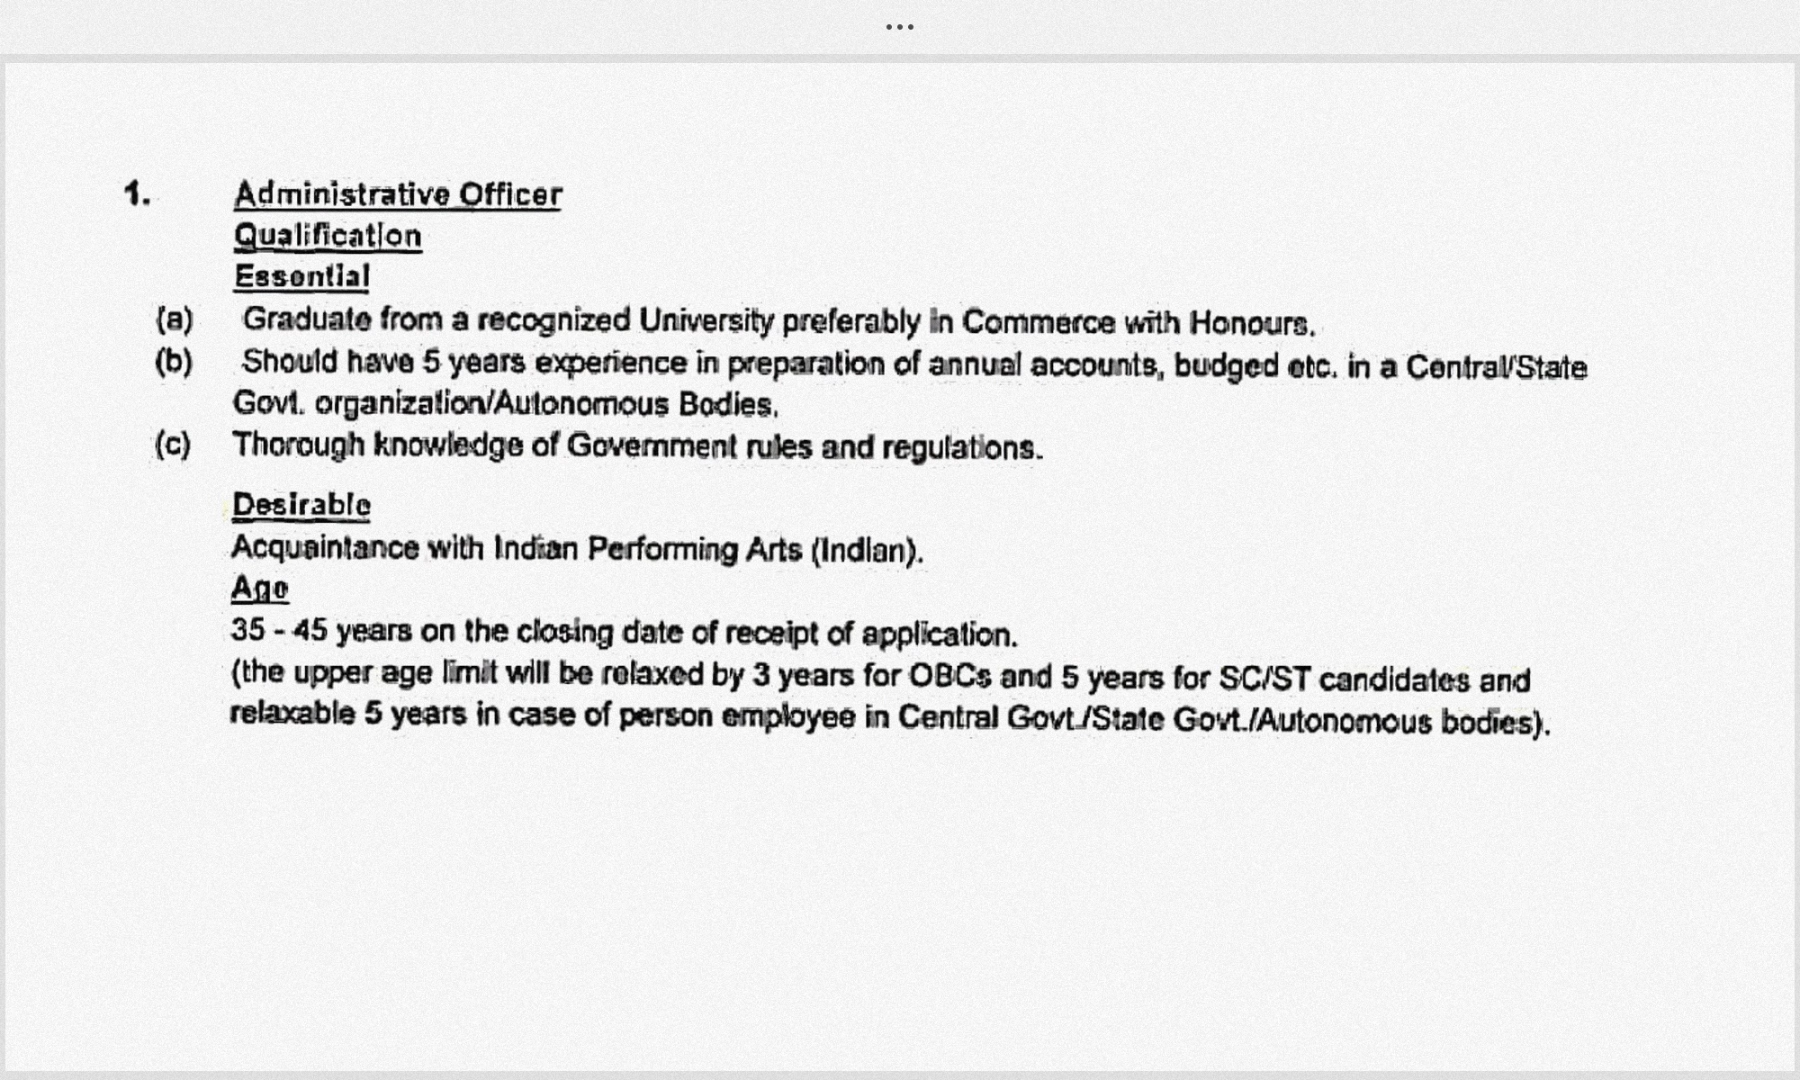 1. Administrative Officer
Qualification
Essential
(a) Graduate from a recognized University preferably in Commerce with Honours.
(b) Should have 5 years experience in preparation of annual accounts, budged etc. in a Central/State
Govt. organization/Autonomous Bodies.
(c) Thorough knowledge of Government rules and regulations.
Desirable
Acquaintance with Indian Performing Arts (Indian).
Age
35 - 45 years on the closing date of receipt of application.
(the upper age limit will be relaxed by 3 years for OBCs and 5 years for SC/ST candidates and
relaxable 5 years in case of person employee in Central Govt./State Govt./Autonomous bodies).